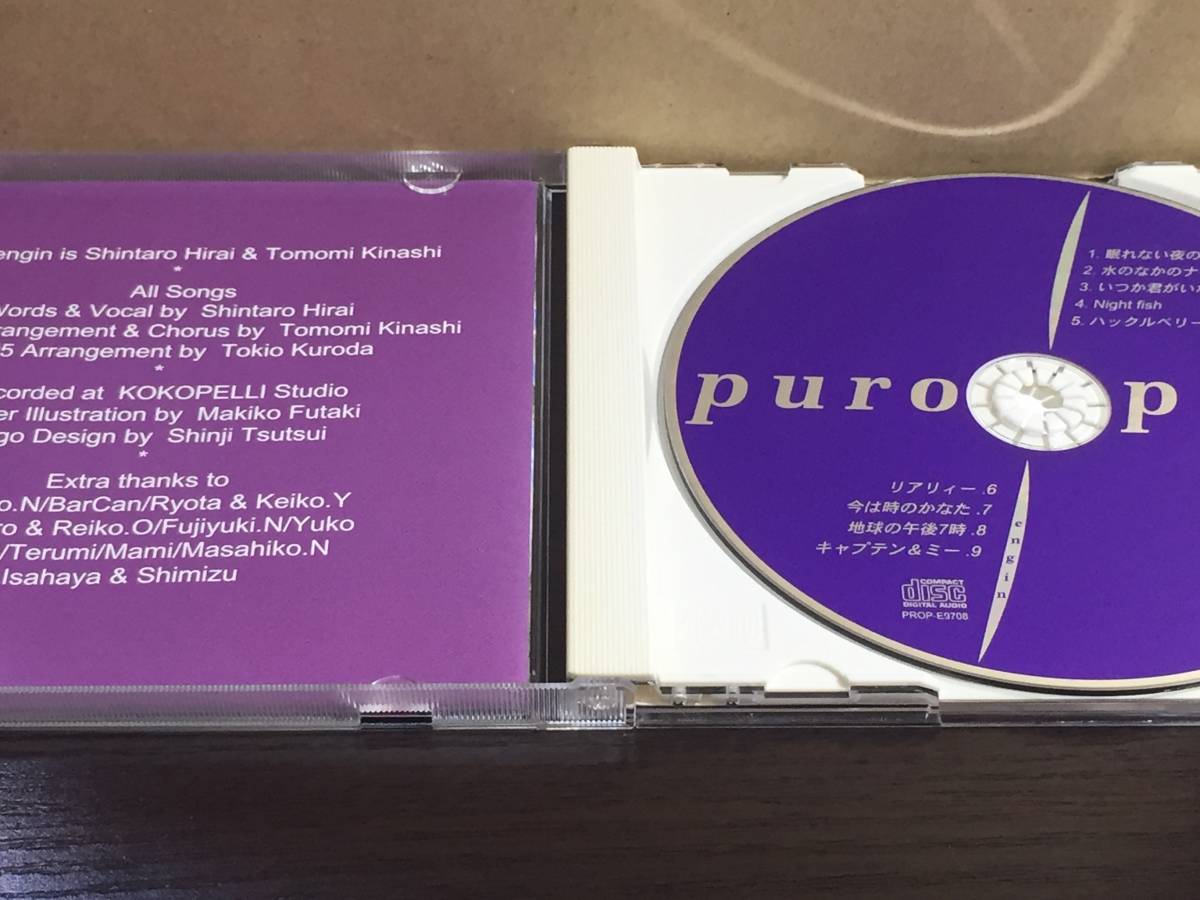 engin is Shintaro Hirai & Tomomi Kinashi
*
All Songs
Words & Vocal by Shintaro Hirai
rangement & Chorus by Tomomi Kinashi
5 Arrangement by Tokio Kuroda
*
corded at KOKOPELLI Studio
er Illustration by Makiko Futaki
go Design by Shinji Tsutsui
*
Extra thanks to
o.N/BarCan/Ryota & Keiko.Y
ro & Reiko.O/Fujiyuki.N/Yuko
/Terumi/Mami/Masahiko.N
Isahaya & Shimizu
1. 眠れない夜の
2. 水のなかのナ
3. いつか君がい
4. Night fish
5. ハックルベリー
puro p
リアリィー .6
今は時のかなた .7
地球の午後7時 .8
キャプテン&ミー .9
engin
COMPACT
disc
DIGITAL AUDIO
PROP-E9708